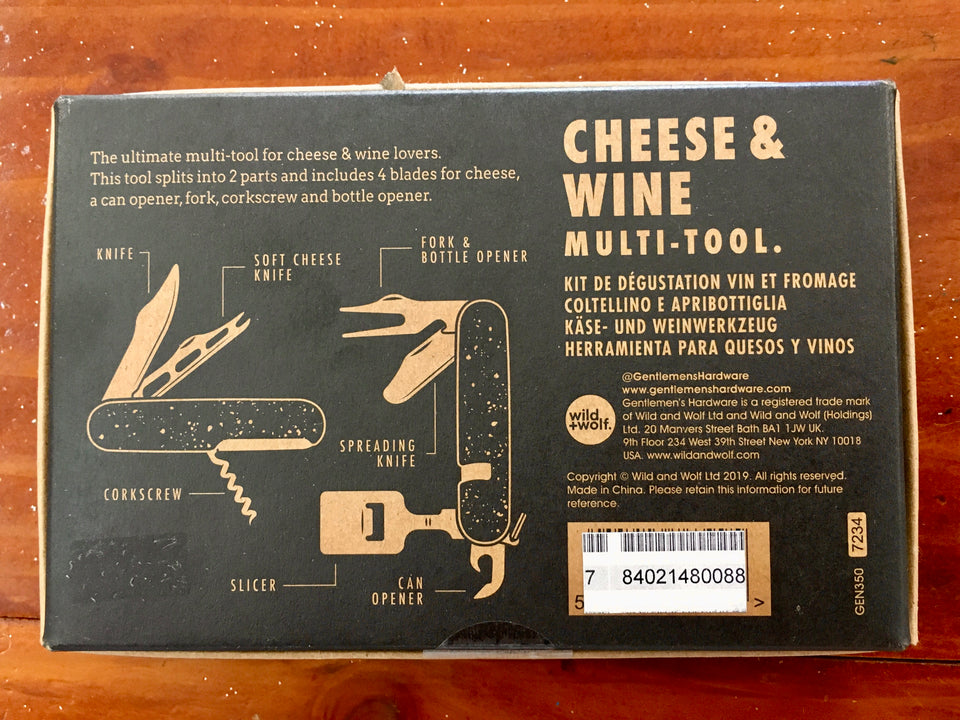 The ultimate multi-tool for cheese & wine lovers.
This tool splits into 2 parts and includes 4 blades for cheese,
a can opener, fork, corkscrew and bottle opener.
KNIFE
SOFT CHEESE
KNIFE
FORK &
BOTTLE OPENER
SPREADING
KNIFE
CORKSCREW
SLICER
CAN
OPENER
CHEESE &
WINE
MULTI-TOOL.
KIT DE DÉGUSTATION VIN ET FROMAGE
COLTELLINO E APRIBOTTIGLIA
KÄSE- UND WEINWERKZEUG
HERRAMIENTA PARA QUESOS Y VINOS
wild
+wolf.
@GentlemensHardware
www.gentlemenshardware.com
Gentlemen's Hardware is a registered trade mark
of Wild and Wolf Ltd and Wild and Wolf (Holdings)
Ltd. 20 Manvers Street Bath BA1 1JW UK.
9th Floor 234 West 39th Street New York NY 10018
USA. www.wildandwolf.com
Copyright © Wild and Wolf Ltd 2019. All rights reserved.
Made in China. Please retain this information for future
reference.
7 84021480088
5 >
GEN350 7234